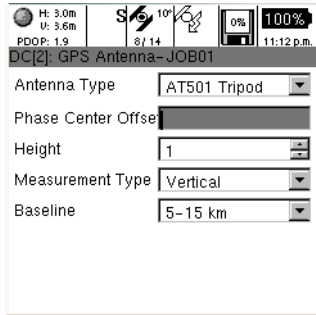 H: 3.0m
V: 3.6m
PDOP: 1.9
S
10°
8/14
0%
100%
11:12 p.m.
DC[2]: GPS Antenna-JOB01
Antenna Type AT501 Tripod
Phase Center Offset
Height 1
Measurement Type Vertical
Baseline 5-15 km